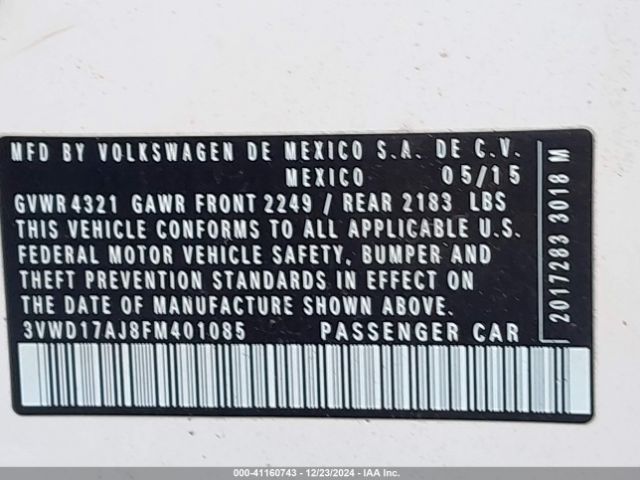 MFD BY VOLKSWAGEN DE MEXICO S.A. DE C.V.
MEXICO 05/15
GVWR 4321 GAWR FRONT 2249 / REAR 2183 LBS
THIS VEHICLE CONFORMS TO ALL APPLICABLE U.S.
FEDERAL MOTOR VEHICLE SAFETY, BUMPER AND
THEFT PREVENTION STANDARDS IN EFFECT ON
THE DATE OF MANUFACTURE SHOWN ABOVE.
3VWD17AJ8FM401085 PASSENGER CAR
2017283 3018 M
000-41160743 - 12/23/2024 - IAA Inc.